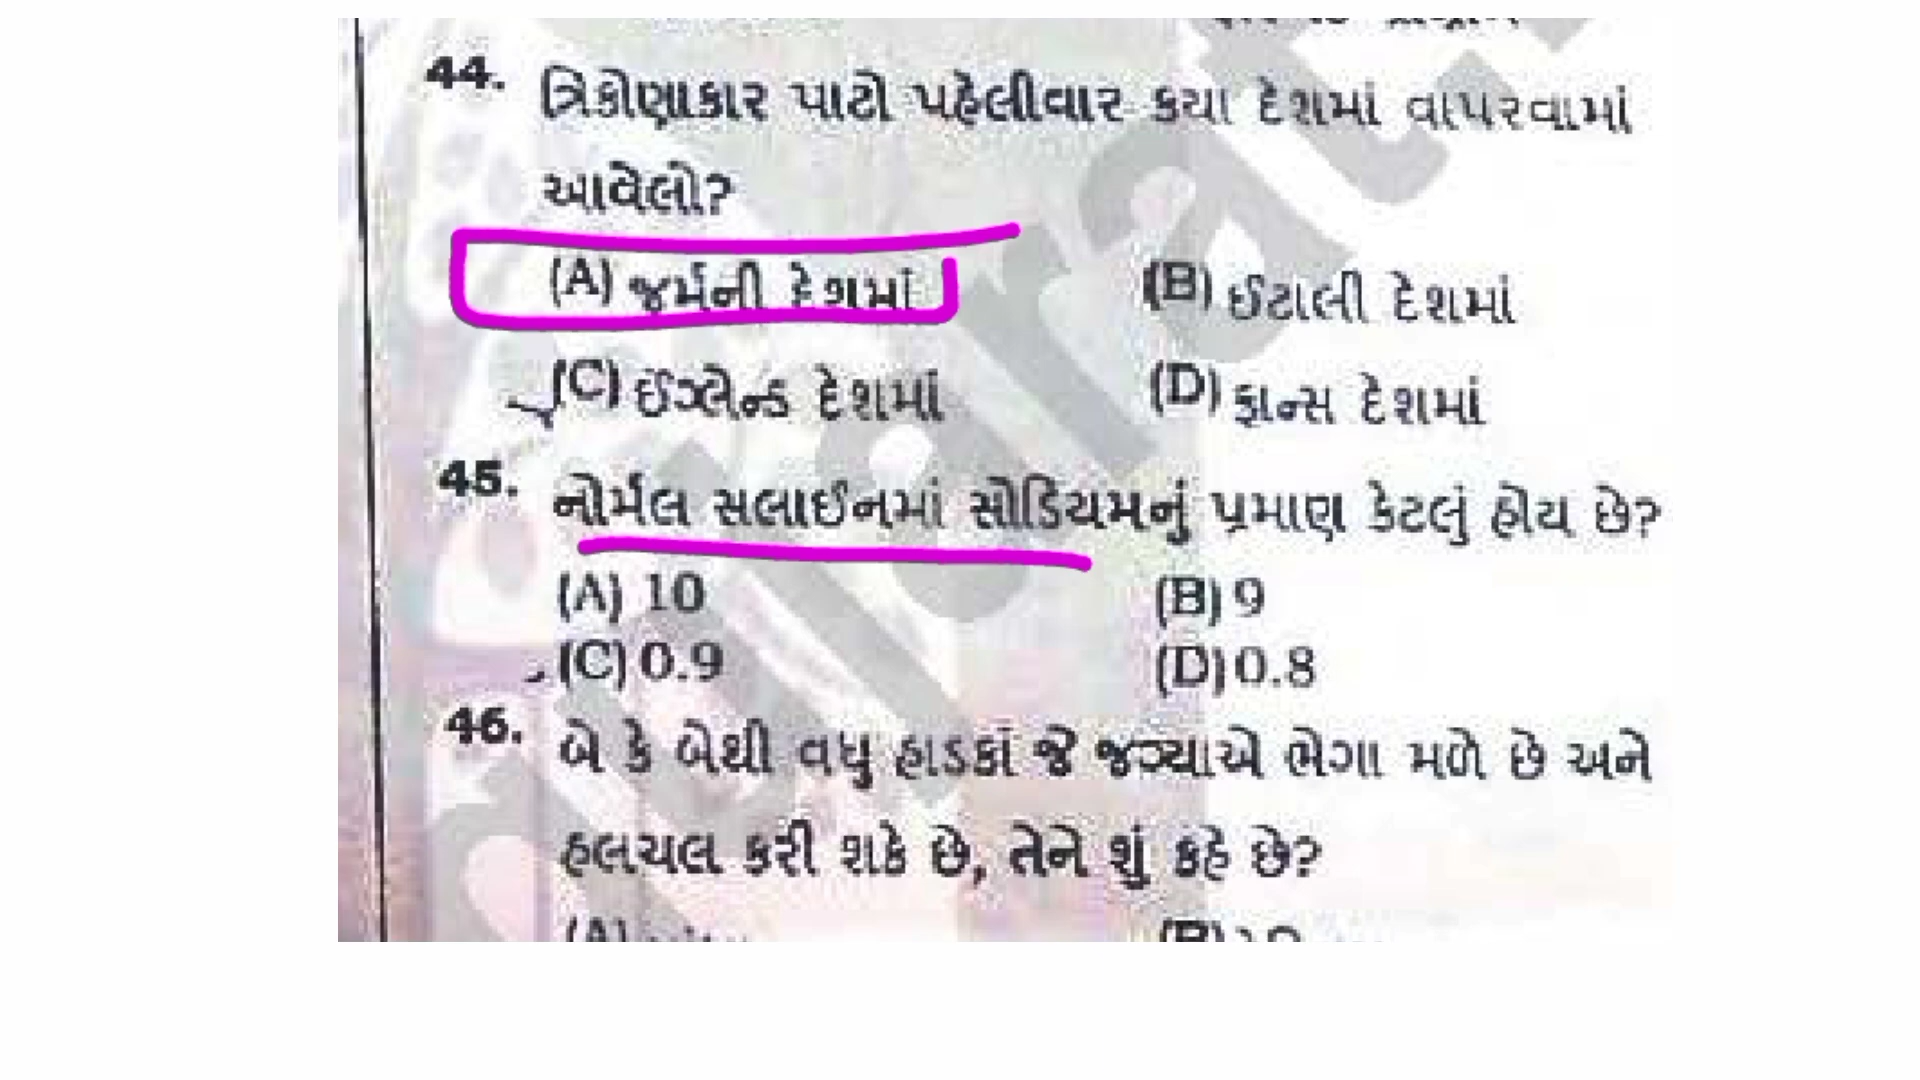 44. ત્રિકોણાકાર પાટો પહેલીવાર કયા દેશમાં વાપરવામાં
આવેલો?
(A) જર્મની દેશમાં (B) ઈટાલી દેશમાં
(C) ઈંગ્લેન્ડ દેશમાં (D) ફ્રાન્સ દેશમાં
45. નોર્મલ સલાઈનમાં સોડિયમનું પ્રમાણ કેટલું હોય છે?
(A) 10 (B) 9
(C) 0.9 (D) 0.8
46. બે કે બેથી વધુ હાડકાં જે જગ્યાએ ભેગા મળે છે અને
હલચલ કરી શકે છે, તેને શું કહે છે?
(A) (B)